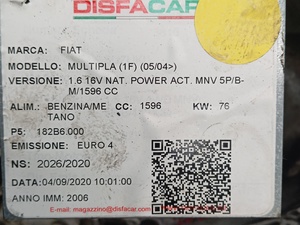 DISFACAR
MARCA: FIAT
MODELLO: MULTIPLA (1F) (05/04>)
VERSIONE: 1.6 16V NAT. POWER ACT. MNV 5P/B-
M/1596 CC
ALIM.: BENZINA/ME CC: 1596 KW: 76
TANO
P5: 182B6.000
EMISSIONE: EURO 4
NS: 2026/2020
DATA:04/09/2020 10:01:00
ANNO IMM: 2006
E-mail: magazzino@disfacar.com